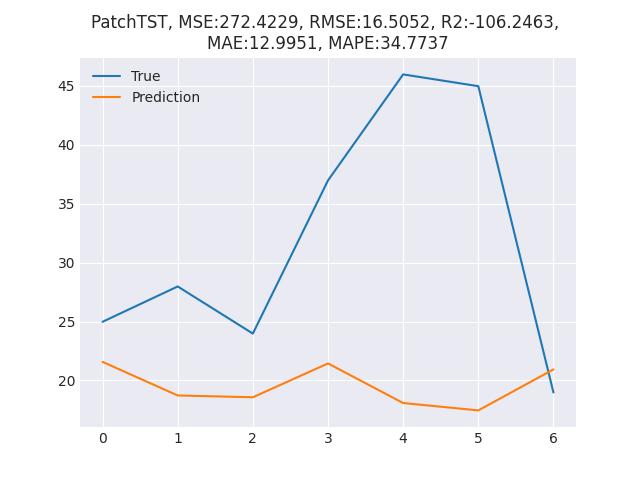 PatchTST, MSE:272.4229, RMSE:16.5052, R2:-106.2463,
MAE:12.9951, MAPE:34.7737
True
Prediction
45
40
35
30
25
20
0 1 2 3 4 5 6